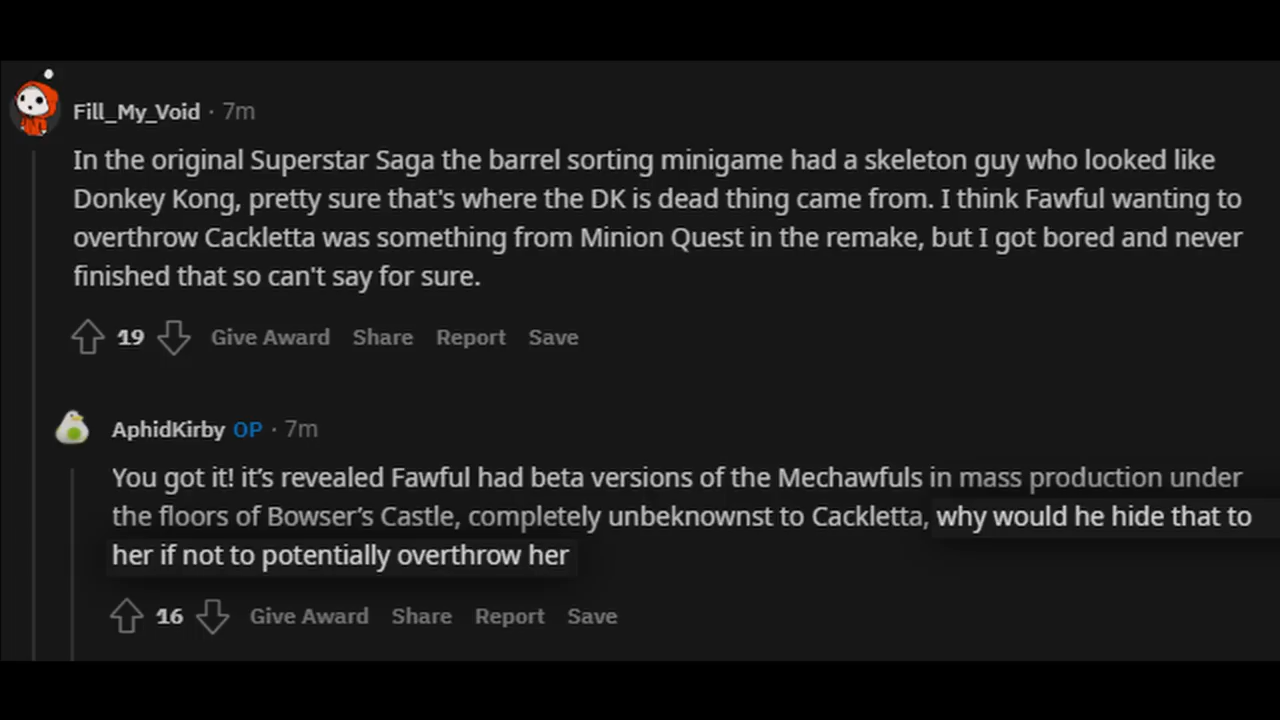 Fill_My_Void · 7m
In the original Superstar Saga the barrel sorting minigame had a skeleton guy who looked like
Donkey Kong, pretty sure that's where the DK is dead thing came from. I think Fawful wanting to
overthrow Cackletta was something from Minion Quest in the remake, but I got bored and never
finished that so can't say for sure.
19 Give Award Share Report Save
AphidKirby OP · 7m
You got it! it’s revealed Fawful had beta versions of the Mechawfuls in mass production under
the floors of Bowser’s Castle, completely unbeknownst to Cackletta, why would he hide that to
her if not to potentially overthrow her
16 Give Award Share Report Save